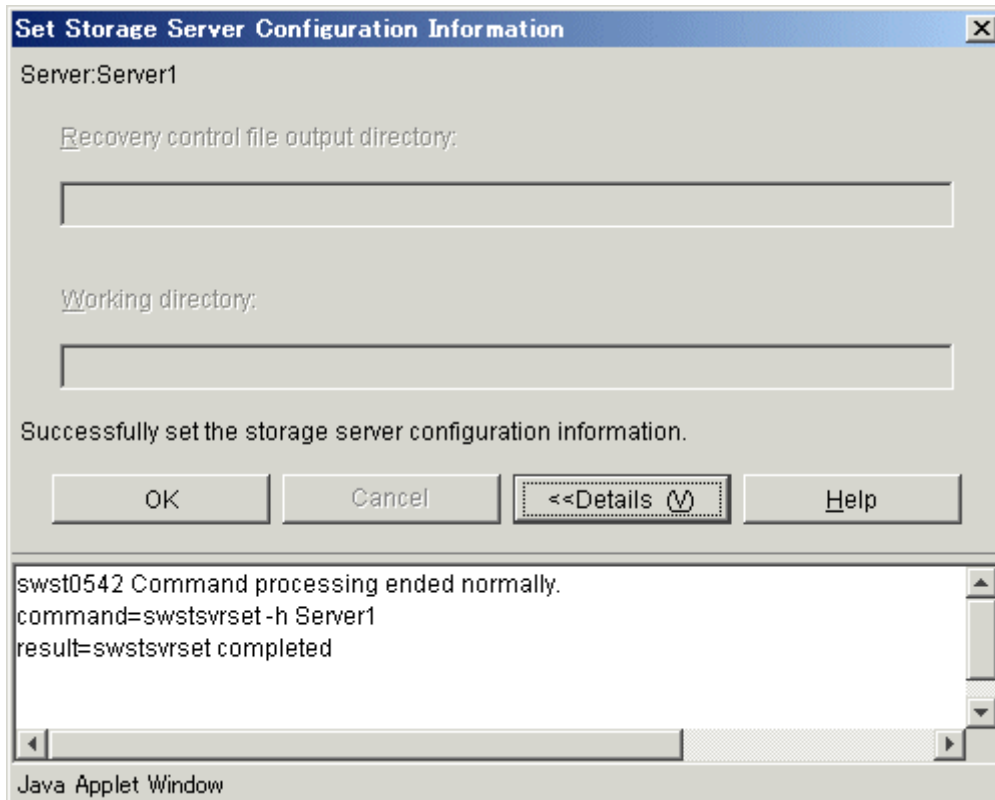 Set Storage Server Configuration Information
Server:Server1
Recovery control file output directory:
Working directory:
Successfully set the storage server configuration information.
OK Cancel <<Details (V) Help
swst0542 Command processing ended normally.
command=swstsvrset -h Server1
result=swstsvrset completed
Java Applet Window